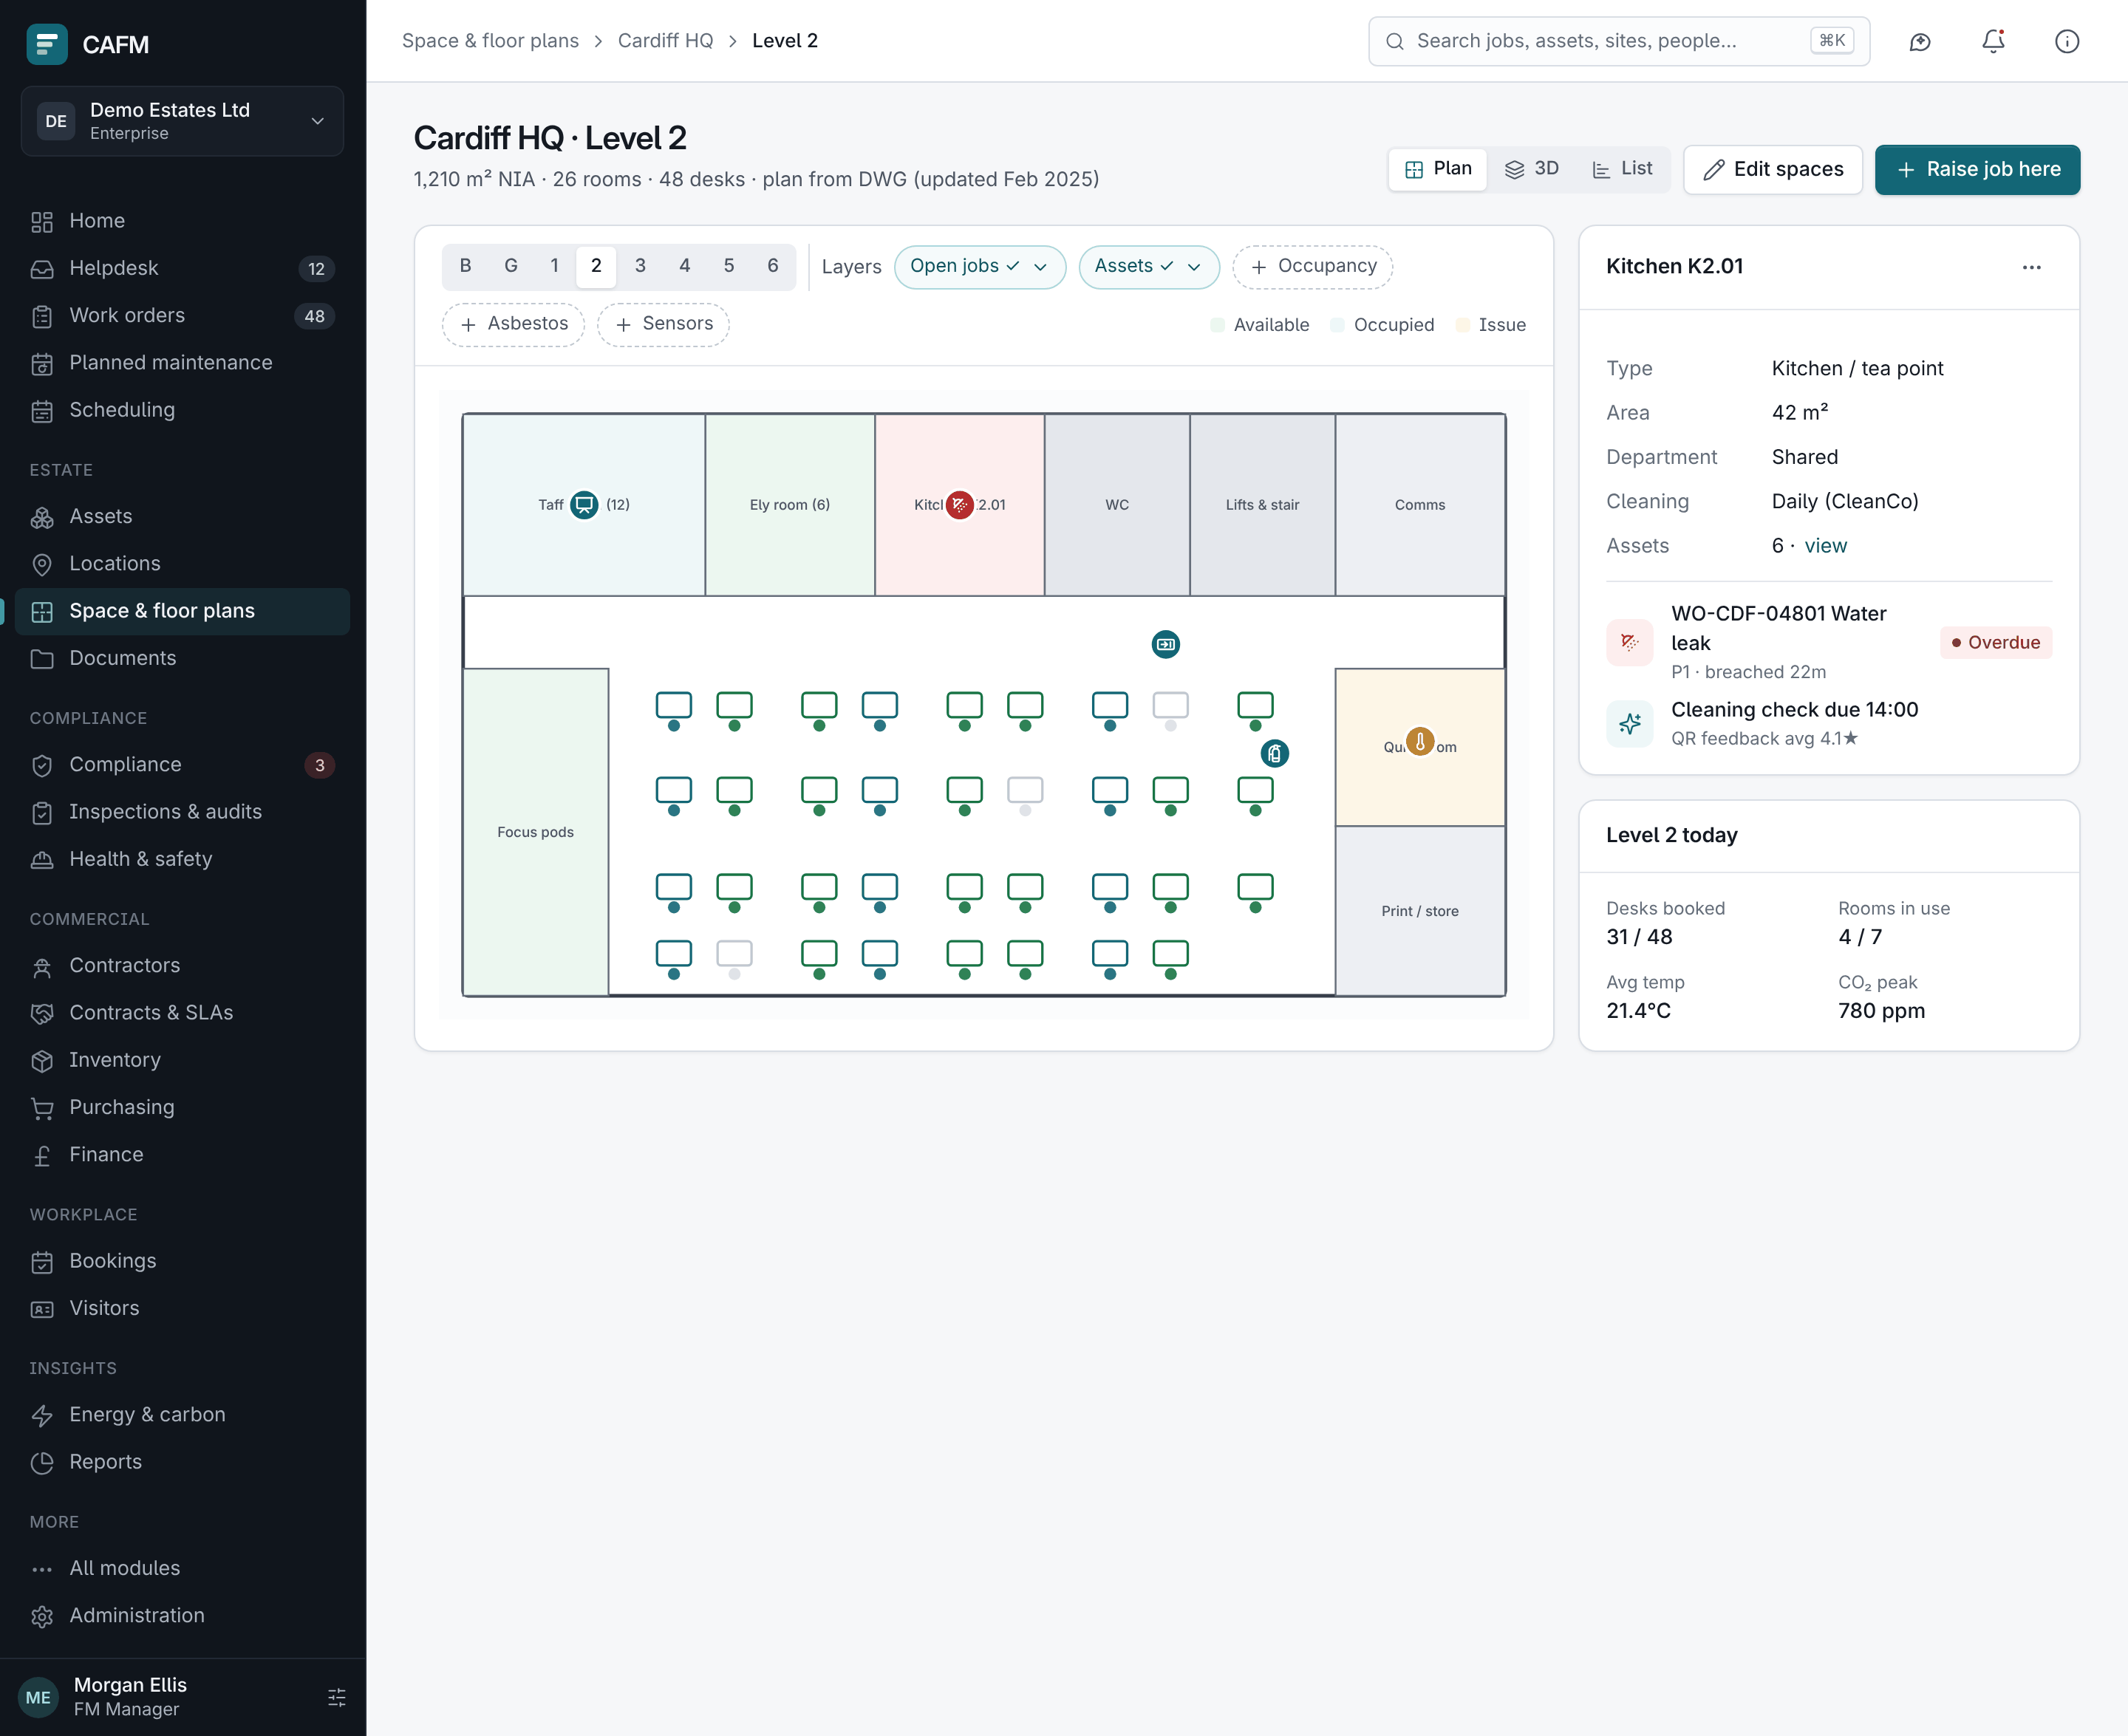 CAFM
DE
Demo Estates Ltd
Enterprise
Home
Helpdesk 12
Work orders 48
Planned maintenance
Scheduling
ESTATE
Assets
Locations
Space & floor plans
Documents
COMPLIANCE
Compliance 3
Inspections & audits
Health & safety
COMMERCIAL
Contractors
Contracts & SLAs
Inventory
Purchasing
Finance
WORKPLACE
Bookings
Visitors
INSIGHTS
Energy & carbon
Reports
MORE
All modules
Administration
ME
Morgan Ellis
FM Manager
Space & floor plans > Cardiff HQ > Level 2
Search jobs, assets, sites, people... ⌘K
Cardiff HQ · Level 2
1,210 m² NIA · 26 rooms · 48 desks · plan from DWG (updated Feb 2025)
Plan 3D List
Edit spaces
+ Raise job here
B G 1 2 3 4 5 6
Layers Open jobs ✓ Assets ✓ + Occupancy
+ Asbestos + Sensors
Available Occupied Issue
Taff (12)
Ely room (6)
WC
Lifts & stair
Comms
Focus pods
Print / store
Kitchen K2.01
Type Kitchen / tea point
Area 42 m²
Department Shared
Cleaning Daily (CleanCo)
Assets 6 · view
WO-CDF-04801 Water
leak
P1 · breached 22m
Overdue
Cleaning check due 14:00
QR feedback avg 4.1★
Level 2 today
Desks booked
31 / 48
Rooms in use
4 / 7
Avg temp
21.4°C
CO₂ peak
780 ppm